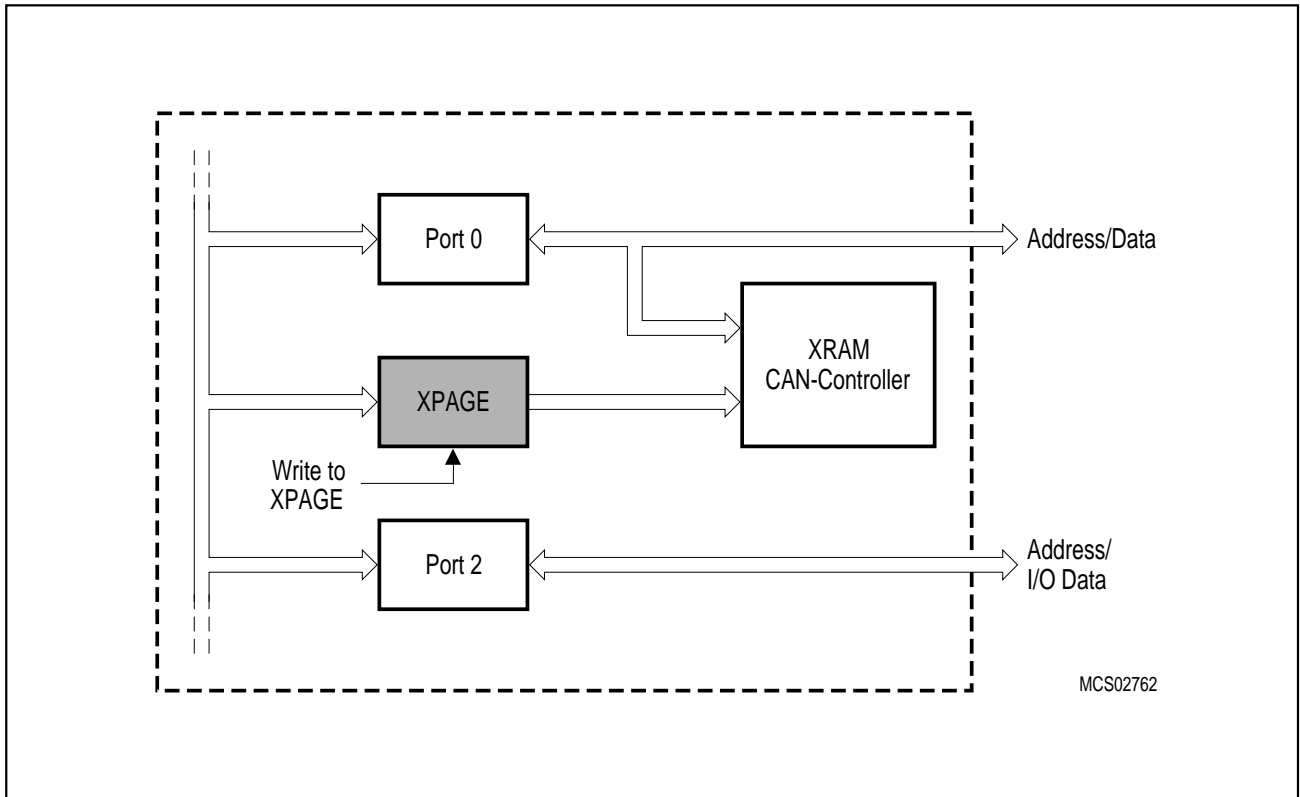 Port 0
Address/Data
XRAM
CAN-Controller
XPAGE
Write to
XPAGE
Port 2
Address/
I/O Data
MCS02762